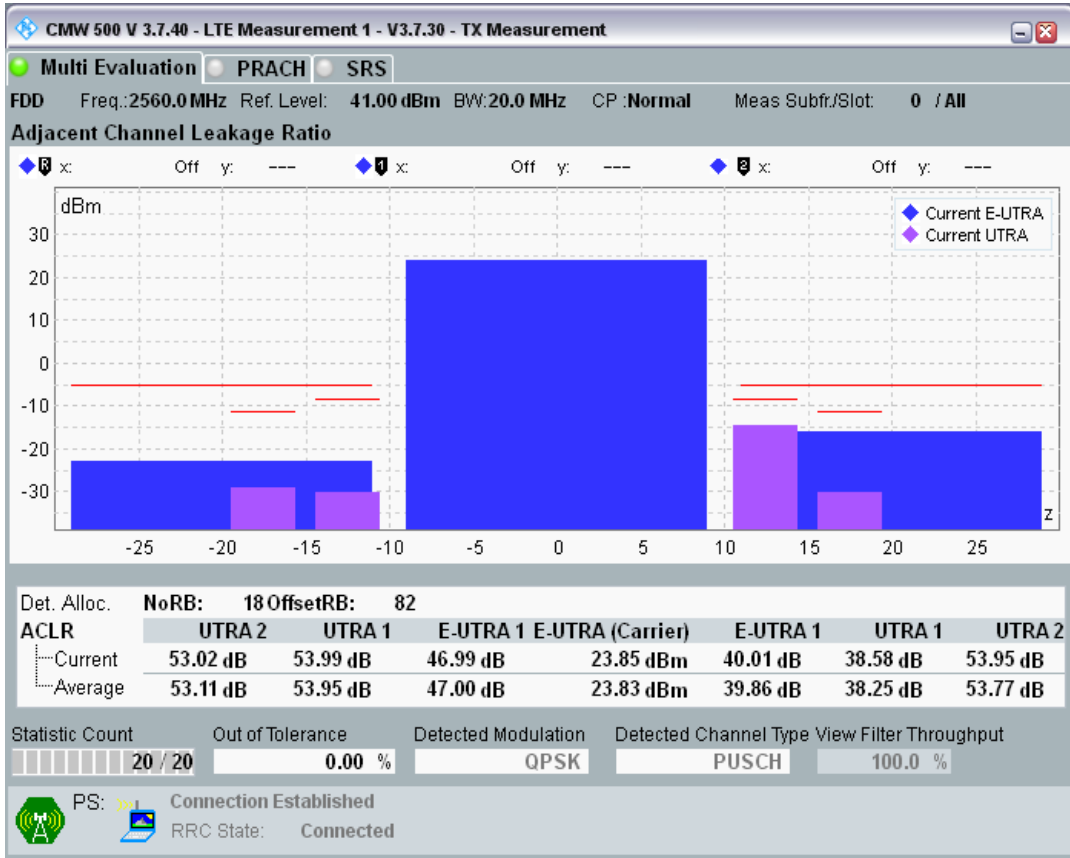 CMW 500 V 3.7.40 - LTE Measurement 1 - V3.7.30 - TX Measurement
Multi Evaluation PRACH SRS
FDD Freq.:2560.0 MHz Ref. Level: 41.00 dBm BW:20.0 MHz CP :Normal Meas Subfr./Slot: 0 / All
Adjacent Channel Leakage Ratio
R x: Off y: --- 1 x: Off y: --- 2 x: Off y: ---
dBm
Current E-UTRA
Current UTRA
30
20
10
0
-10
-20
-30
z
-25 -20 -15 -10 -5 0 5 10 15 20 25
Det. Alloc. NoRB: 18 OffsetRB: 82
ACLR UTRA 2 UTRA 1 E-UTRA 1 E-UTRA (Carrier) E-UTRA 1 UTRA 1 UTRA 2
Current 53.02 dB 53.99 dB 46.99 dB 23.85 dBm 40.01 dB 38.58 dB 53.95 dB
Average 53.11 dB 53.95 dB 47.00 dB 23.83 dBm 39.86 dB 38.25 dB 53.77 dB
Statistic Count Out of Tolerance Detected Modulation Detected Channel Type View Filter Throughput
20 / 20 0.00 % QPSK PUSCH 100.0 %
PS: Connection Established
RRC State: Connected